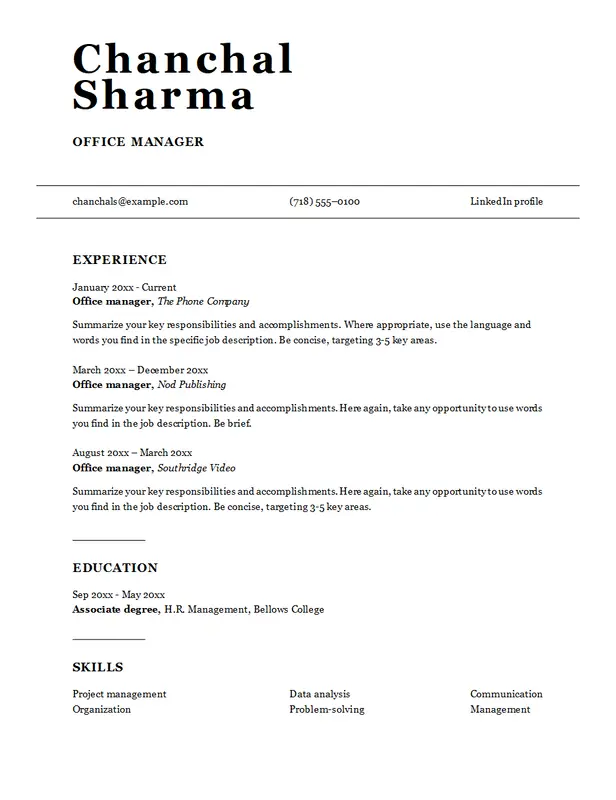 Chanchal
Sharma
OFFICE MANAGER
chanchals@example.com (718) 555–0100 LinkedIn profile
EXPERIENCE
January 20xx - Current
Office manager, The Phone Company
Summarize your key responsibilities and accomplishments. Where appropriate, use the language and
words you find in the specific job description. Be concise, targeting 3-5 key areas.
March 20xx – December 20xx
Office manager, Nod Publishing
Summarize your key responsibilities and accomplishments. Here again, take any opportunity to use words
you find in the job description. Be brief.
August 20xx – March 20xx
Office manager, Southridge Video
Summarize your key responsibilities and accomplishments. Here again, take any opportunity to use words
you find in the job description. Be concise, targeting 3-5 key areas.
EDUCATION
Sep 20xx - May 20xx
Associate degree, H.R. Management, Bellows College
SKILLS
Project management Data analysis Communication
Organization Problem-solving Management